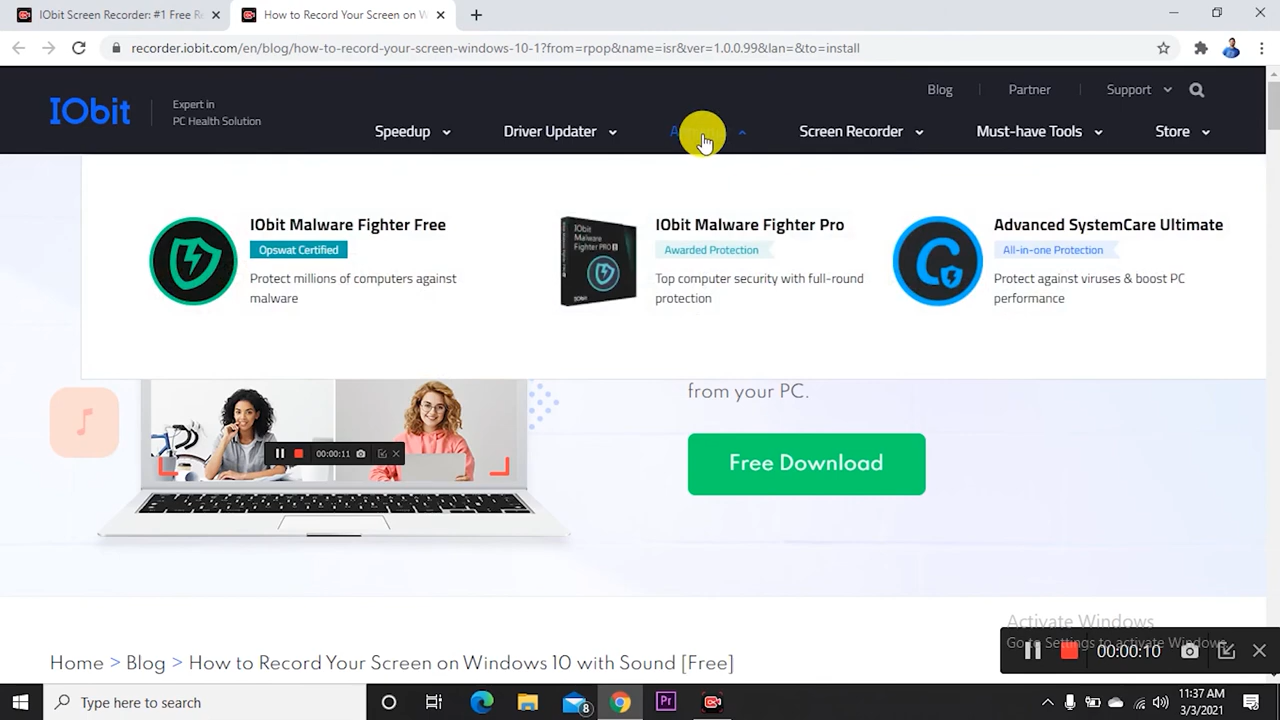 IObit Screen Recorder: #1 Free R
How to Record Your Screen on W
recorder.iobit.com/en/blog/how-to-record-your-screen-windows-10-1?from=rpop&name=isr&ver=1.0.0.99&lan=&to=install
Blog
Partner
Support
IObit
Expert in
PC Health Solution
Speedup
Driver Updater
Screen Recorder
Must-have Tools
Store
IObit Malware Fighter Free
Opswat Certified
Protect millions of computers against
malware
IObit
Malware
Fighter PRO 8
IObit Malware Fighter Pro
Awarded Protection
Top computer security with full-round
protection
Advanced SystemCare Ultimate
All-in-one Protection
Protect against viruses & boost PC
performance
from your PC.
00:00:11
Free Download
Activate Windows
Go to Settings to activate Windows.
00:00:10
Home > Blog > How to Record Your Screen on Windows 10 with Sound [Free]
Type here to search
8
Pr
11:37 AM
3/3/2021